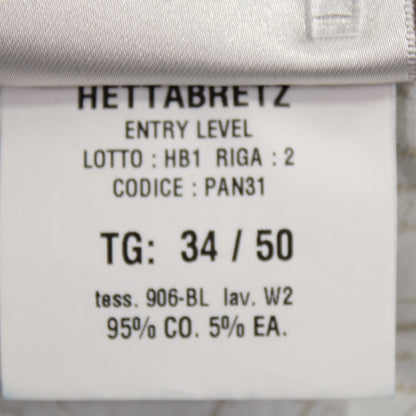 HETTABRETZ
ENTRY LEVEL
LOTTO : HB1 RIGA : 2
CODICE : PAN31
TG: 34 / 50
tess. 906-BL lav. W2
95% CO. 5% EA.